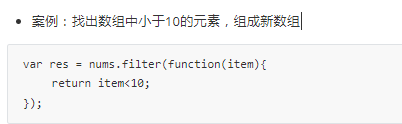 案例：找出数组中小于10的元素，组成新数组
var res = nums.filter(function(item){
    return item<10;
});